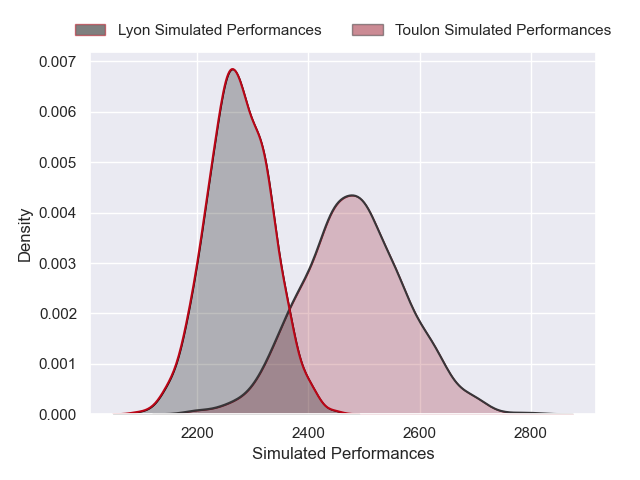 Lyon Simulated Performances Toulon Simulated Performances
0.007
0.006
0.005
0.004
0.003
0.002
0.001
0.000
Density
2200 2400 2600 2800
Simulated Performances